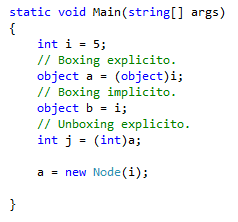 static void Main(string[] args)
{
int i = 5;
// Boxing explicito.
object a = (object)i;
// Boxing implicito.
object b = i;
// Unboxing explicito.
int j = (int)a;
a = new Node(i);
}